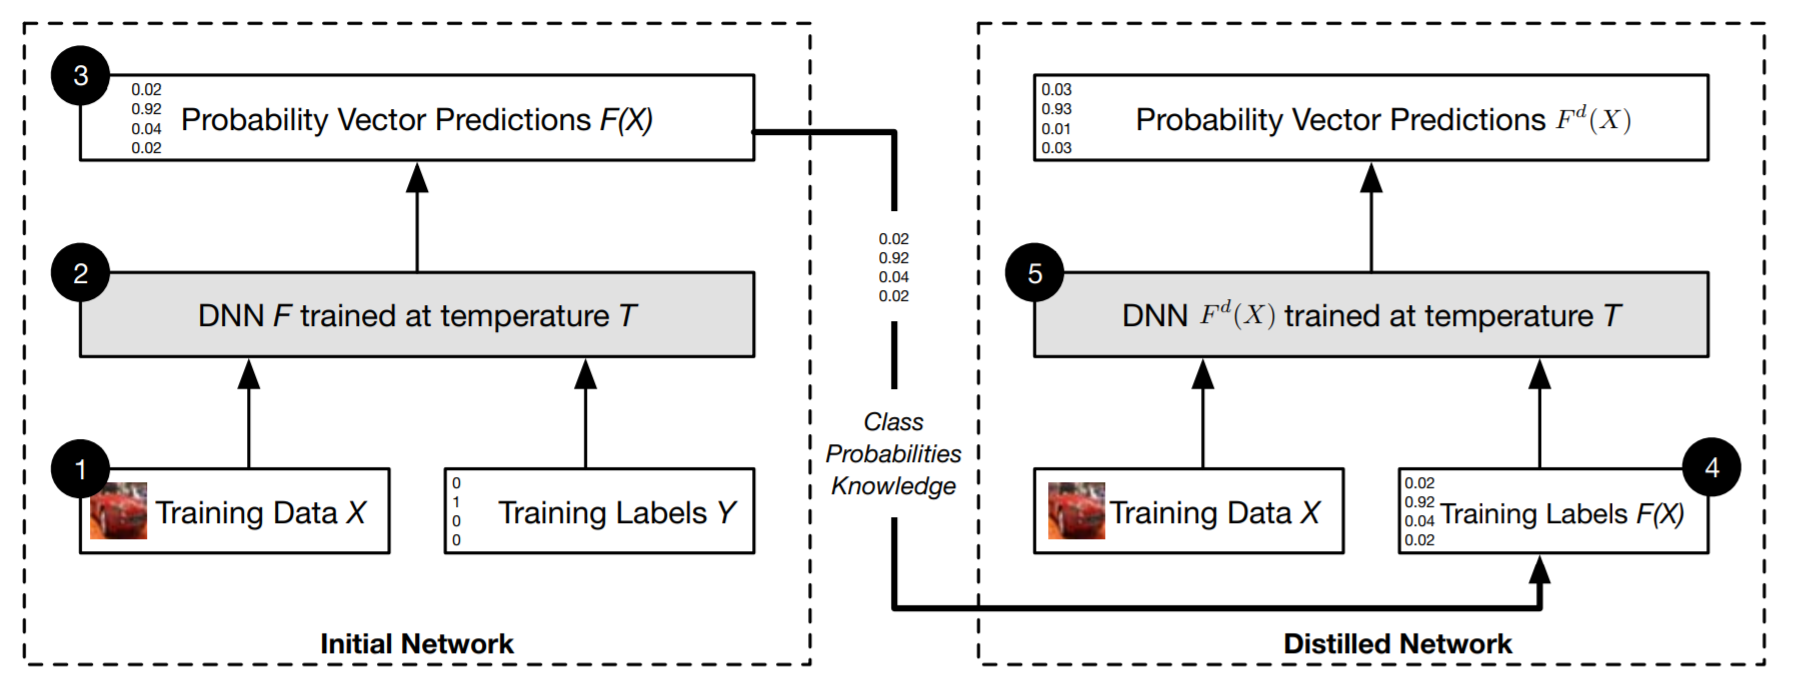 3
0.02
0.92
0.04
0.02
Probability Vector Predictions F(X)
2
DNN F trained at temperature T
1
Training Data X
0
1
0
0
Training Labels Y
Initial Network
0.02
0.92
0.04
0.02
Class
Probabilities
Knowledge
0.03
0.93
0.01
0.03
Probability Vector Predictions F^d(X)
5
DNN F^d(X) trained at temperature T
Training Data X
4
0.02
0.92
0.04
0.02
Training Labels F(X)
Distilled Network